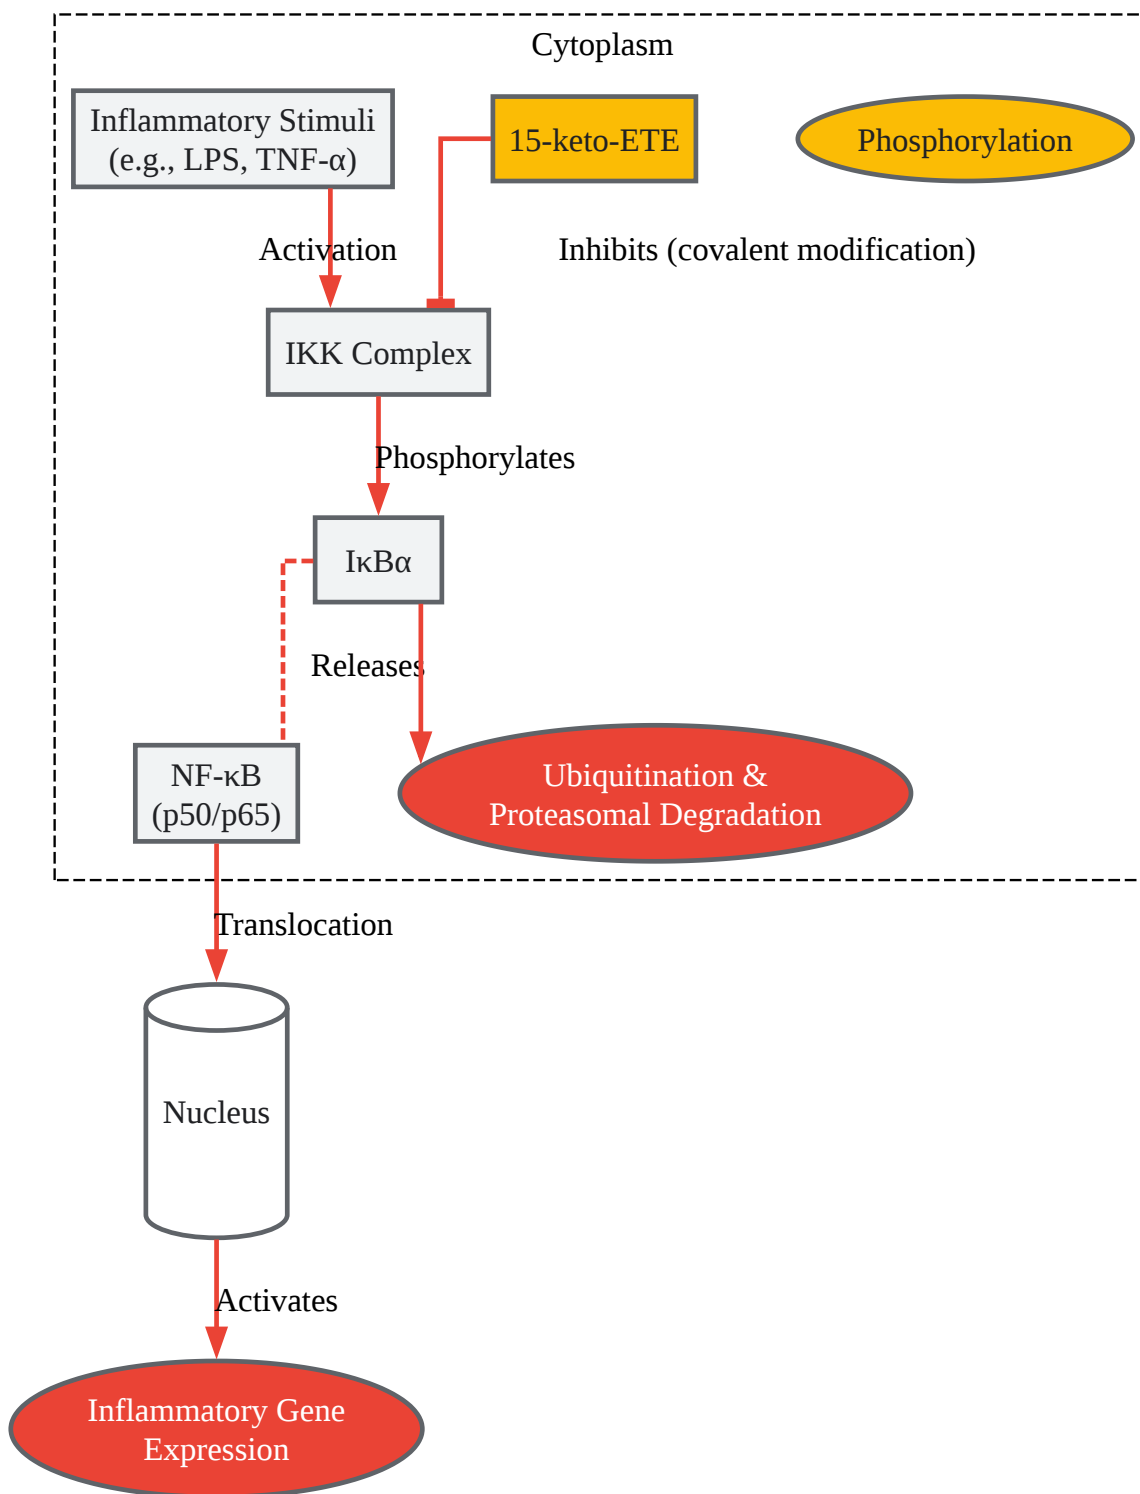 Cytoplasm
Inflammatory Stimuli
(e.g., LPS, TNF-α)
15-keto-ETE
Phosphorylation
Activation
Inhibits (covalent modification)
IKK Complex
Phosphorylates
IκBα
Releases
NF-κB
(p50/p65)
Ubiquitination &
Proteasomal Degradation
Translocation
Nucleus
Activates
Inflammatory Gene
Expression